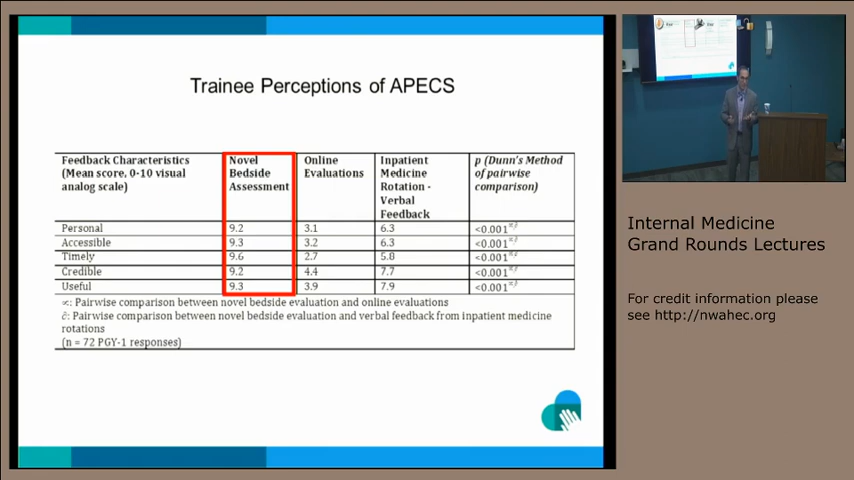 Trainee Perceptions of APECS
Feedback Characteristics (Mean score, 0-10 visual analog scale) | Novel Bedside Assessment | Online Evaluations | Inpatient Medicine Rotation - Verbal Feedback | p (Dunn's Method of pairwise comparison)
Personal 9.2 3.1 6.3 <0.001
Accessible 9.3 3.2 6.3 <0.001
Timely 9.6 2.7 5.8 <0.001
Credible 9.2 4.4 7.7 <0.001
Useful 9.3 3.9 7.9 <0.001
∝: Pairwise comparison between novel bedside evaluation and online evaluations
: Pairwise comparison between novel bedside evaluation and verbal feedback from inpatient medicine
rotations
(n = 72 PGY-1 responses)
Internal Medicine
Grand Rounds Lectures
For credit information please
see http://nwahec.org